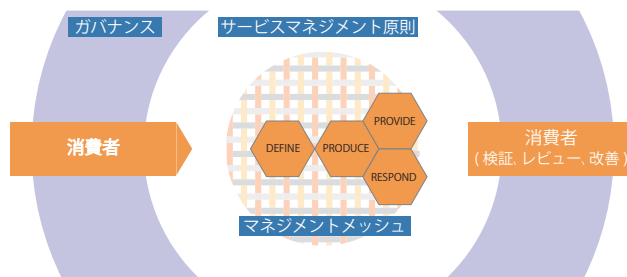 ガバナンス
サービスマネジメント原則
消費者
DEFINE
PRODUCE
PROVIDE
RESPOND
消費者
(検証、レビュー、改善)
マネジメントメッシュ